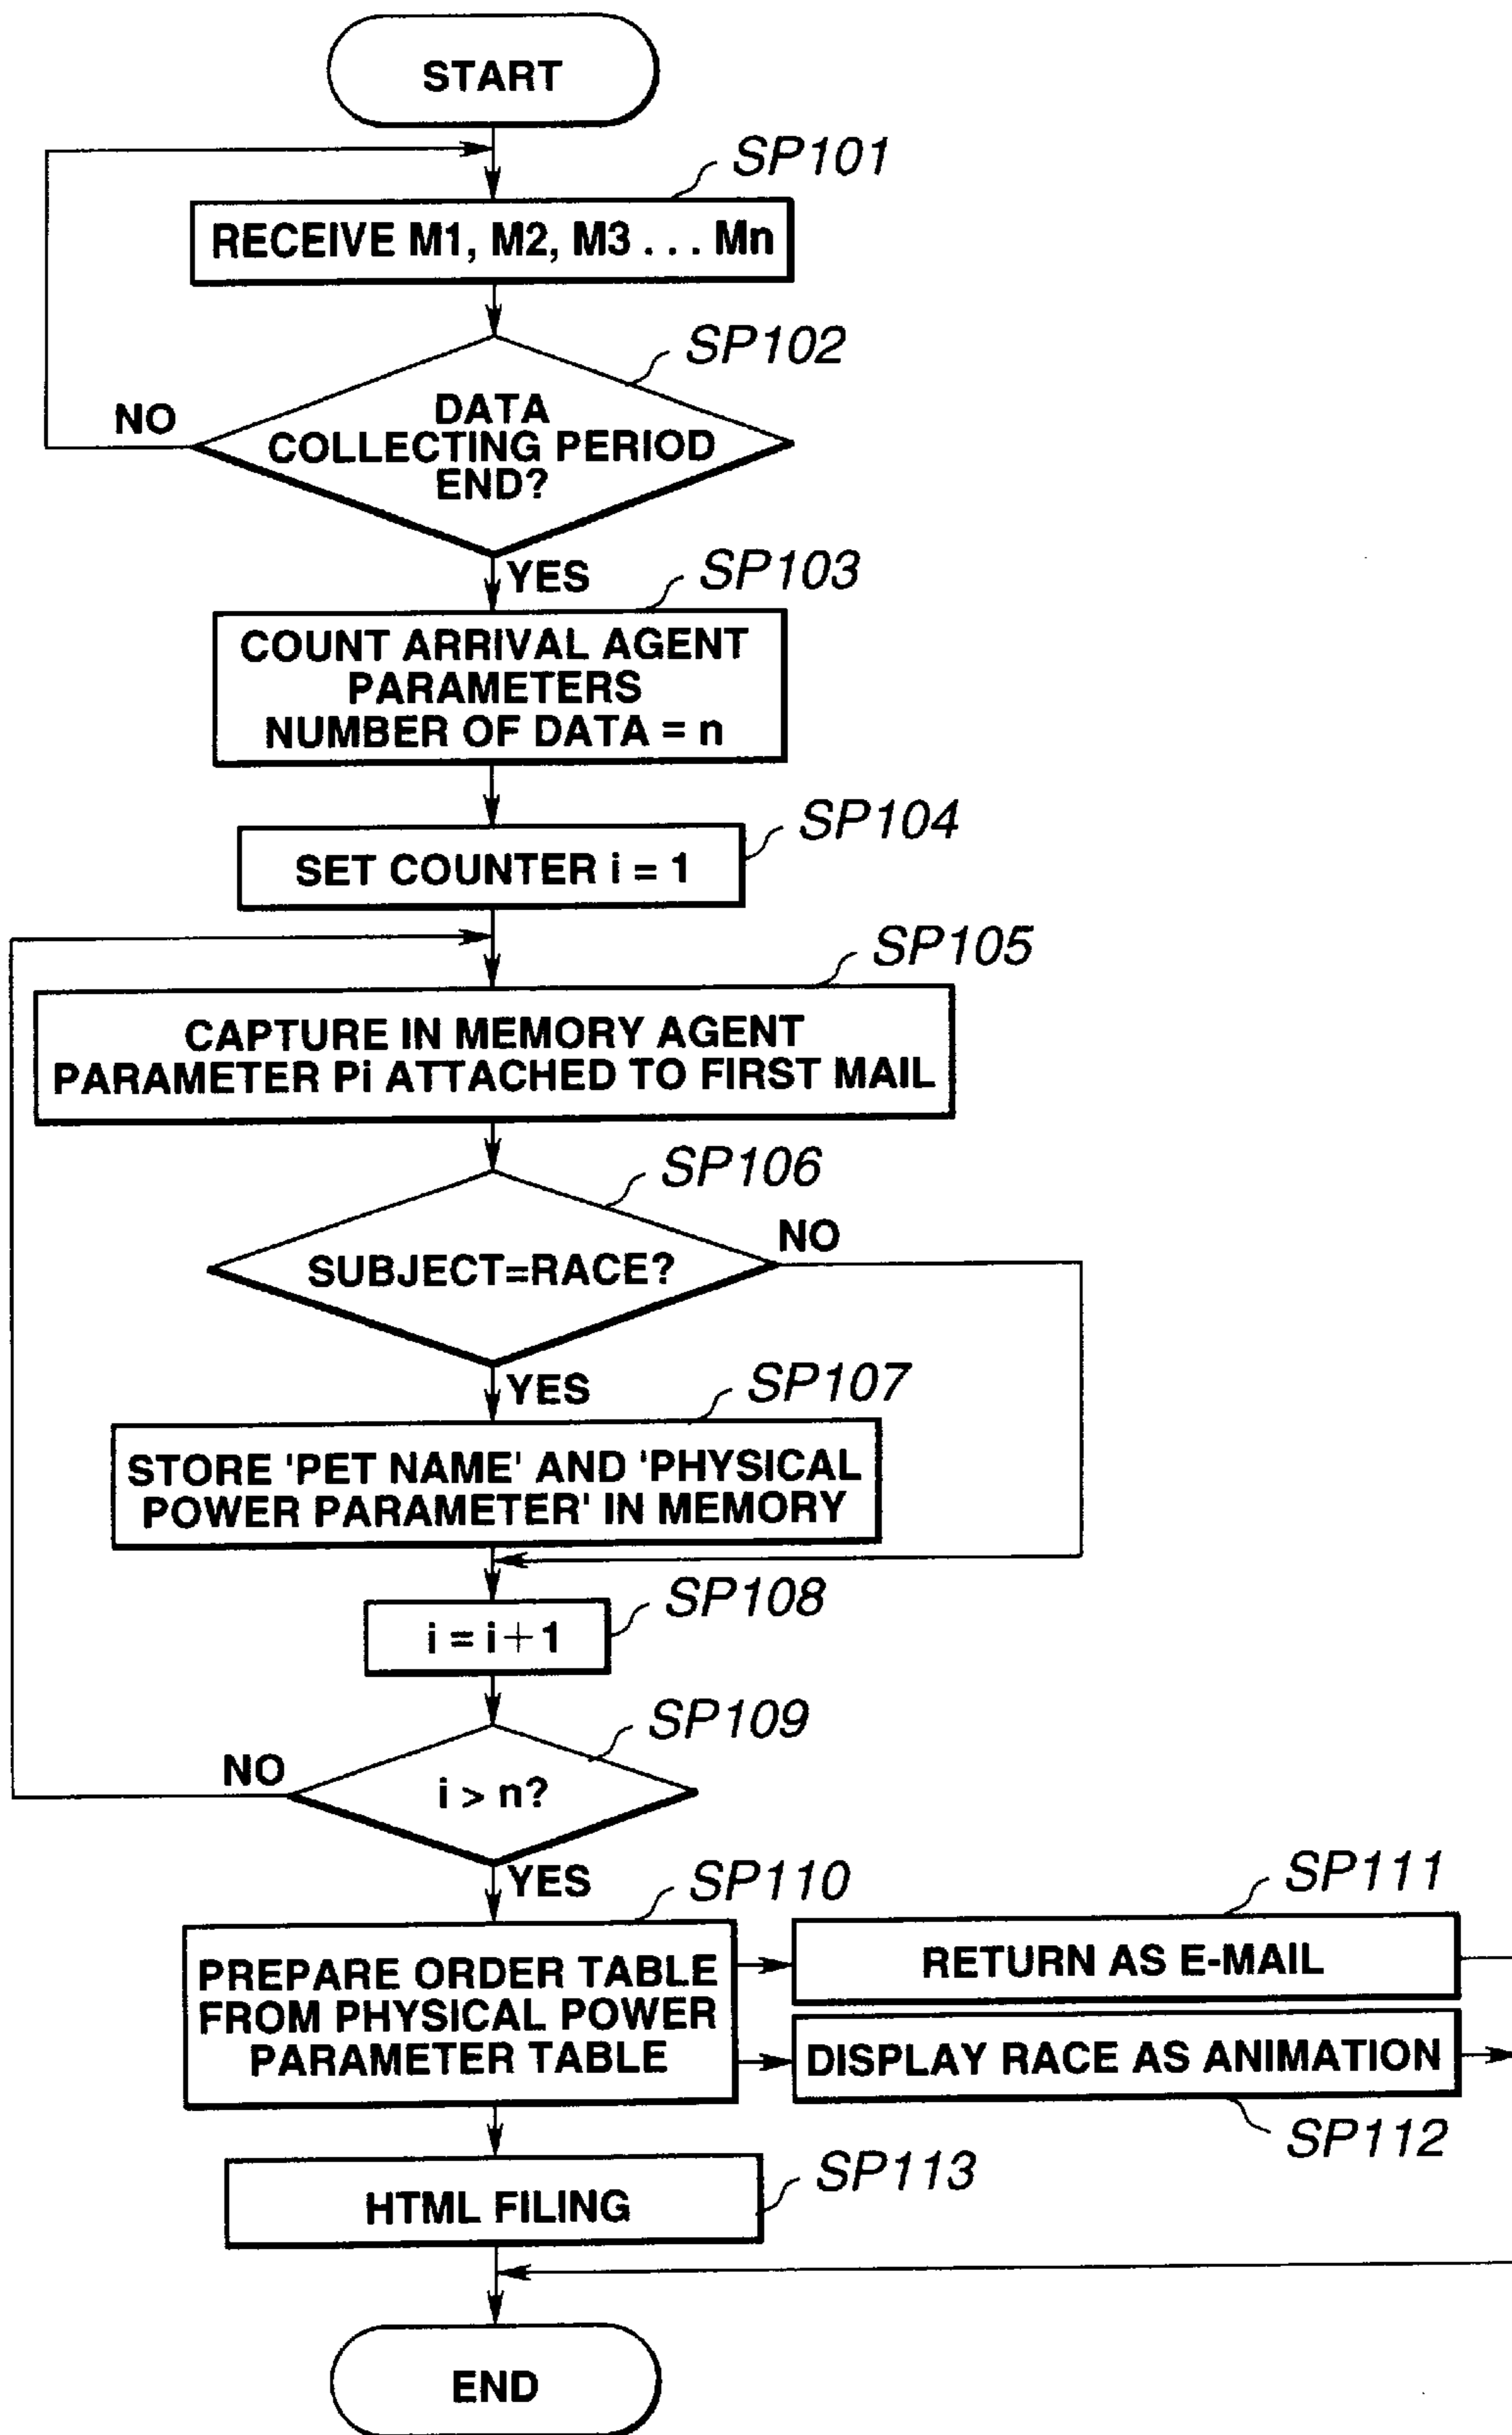 START
SP101
RECEIVE M1, M2, M3 . . . Mn
SP102
DATA
COLLECTING PERIOD
END?
NO
YES
SP103
COUNT ARRIVAL AGENT
PARAMETERS
NUMBER OF DATA = n
SP104
SET COUNTER i = 1
SP105
CAPTURE IN MEMORY AGENT
PARAMETER Pi ATTACHED TO FIRST MAIL
SP106
SUBJECT=RACE?
NO
YES
SP107
STORE 'PET NAME' AND 'PHYSICAL
POWER PARAMETER' IN MEMORY
SP108
i = i+1
SP109
i > n?
NO
YES
SP110
PREPARE ORDER TABLE
FROM PHYSICAL POWER
PARAMETER TABLE
SP111
RETURN AS E-MAIL
DISPLAY RACE AS ANIMATION
SP112
SP113
HTML FILING
END